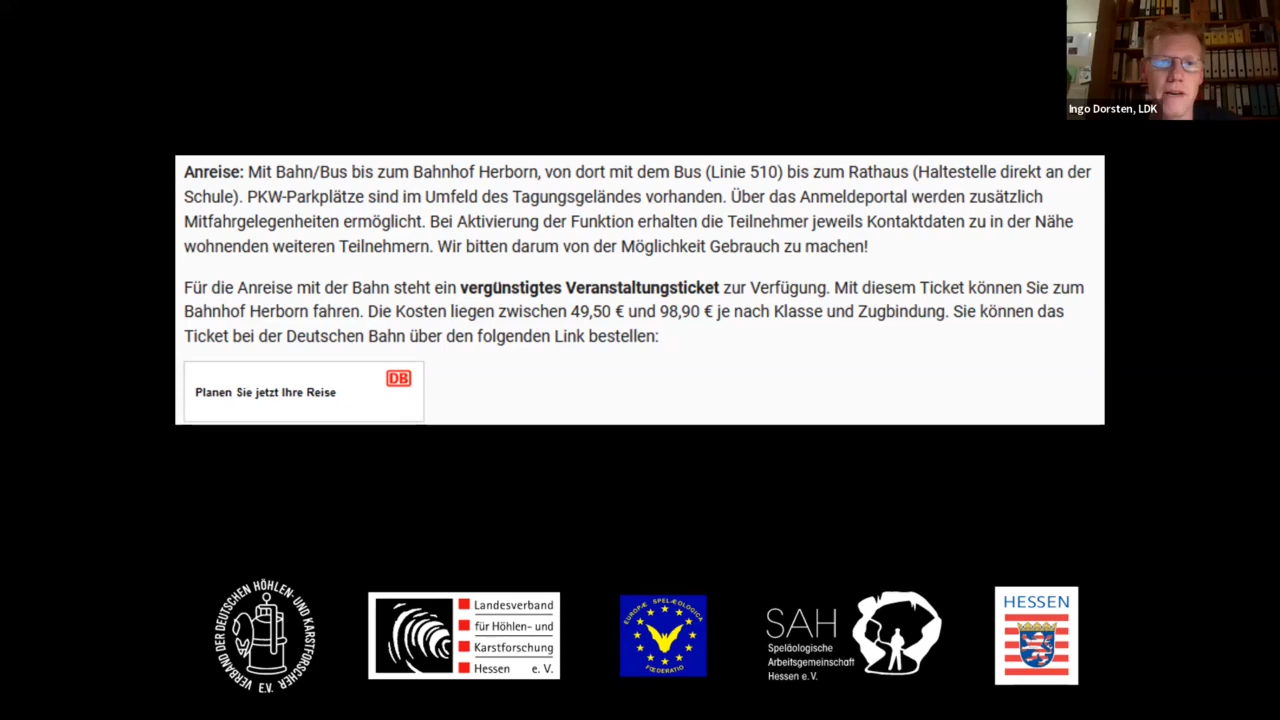 Ingo Dorsten, LDK
Anreise: Mit Bahn/Bus bis zum Bahnhof Herborn, von dort mit dem Bus (Linie 510) bis zum Rathaus (Haltestelle direkt an der
Schule). PKW-Parkplätze sind im Umfeld des Tagungsgeländes vorhanden. Über das Anmeldeportal werden zusätzlich
Mitfahrgelegenheiten ermöglicht. Bei Aktivierung der Funktion erhalten die Teilnehmer jeweils Kontaktdaten zu in der Nähe
wohnenden weiteren Teilnehmern. Wir bitten darum von der Möglichkeit Gebrauch zu machen!
Für die Anreise mit der Bahn steht ein vergünstigtes Veranstaltungsticket zur Verfügung. Mit diesem Ticket können Sie zum
Bahnhof Herborn fahren. Die Kosten liegen zwischen 49,50 € und 98,90 € je nach Klasse und Zugbindung. Sie können das
Ticket bei der Deutschen Bahn über den folgenden Link bestellen:
DB
Planen Sie jetzt Ihre Reise
VERBAND DER DEUTSCHEN HÖHLEN- UND KARSTFORSCHER E.V.
Landesverband
für Höhlen- und
Karstforschung
Hessen e. V.
EUROPÆ SPELÆOLOGICA
FŒDERATIO
SAH
Speläologische
Arbeitsgemeinschaft
Hessen e.V.
HESSEN